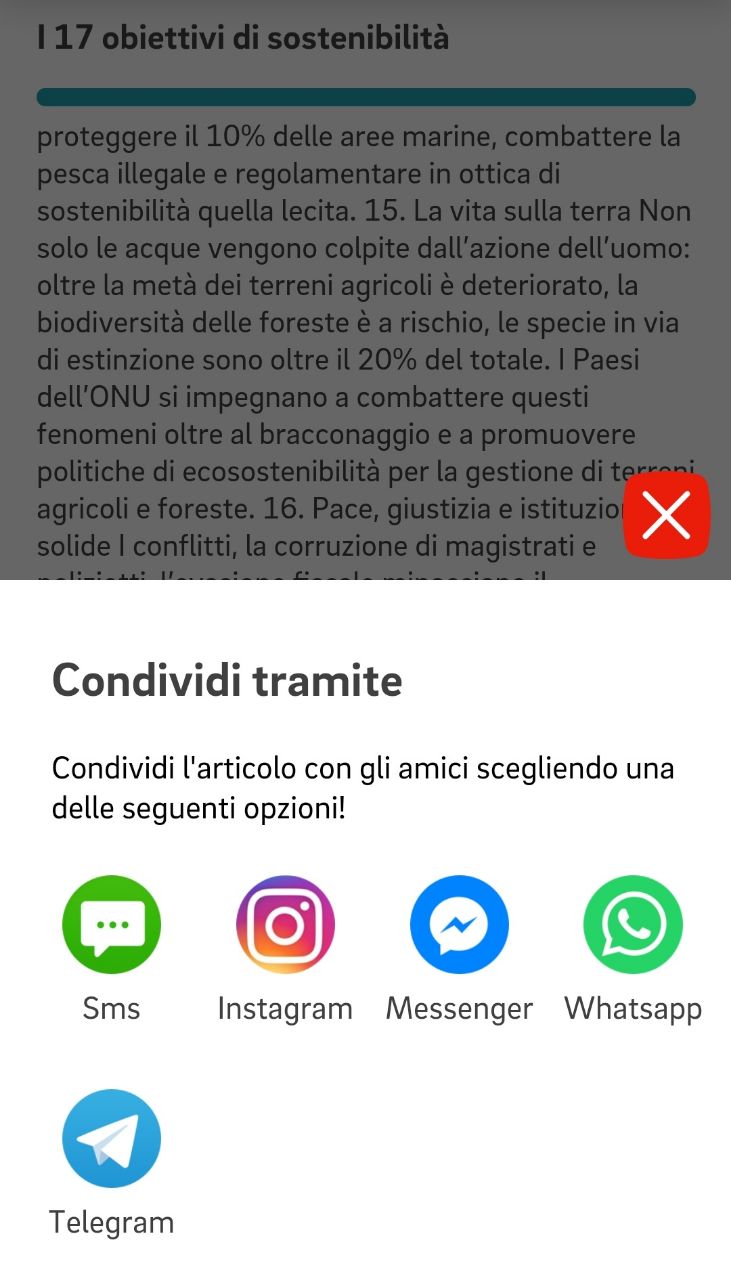 I 17 obiettivi di sostenibilità
proteggere il 10% delle aree marine, combattere la
pesca illegale e regolamentare in ottica di
sostenibilità quella lecita. 15. La vita sulla terra Non
solo le acque vengono colpite dall’azione dell’uomo:
oltre la metà dei terreni agricoli è deteriorato, la
biodiversità delle foreste è a rischio, le specie in via
di estinzione sono oltre il 20% del totale. I Paesi
dell’ONU si impegnano a combattere questi
fenomeni oltre al bracconaggio e a promuovere
politiche di ecosostenibilità per la gestione di terreni
agricoli e foreste. 16. Pace, giustizia e istituzio
solide I conflitti, la corruzione di magistrati e
poliziotti, l’evasione fiscale minacciano il
Condividi tramite
Condividi l'articolo con gli amici scegliendo una
delle seguenti opzioni!
Sms Instagram Messenger Whatsapp
Telegram